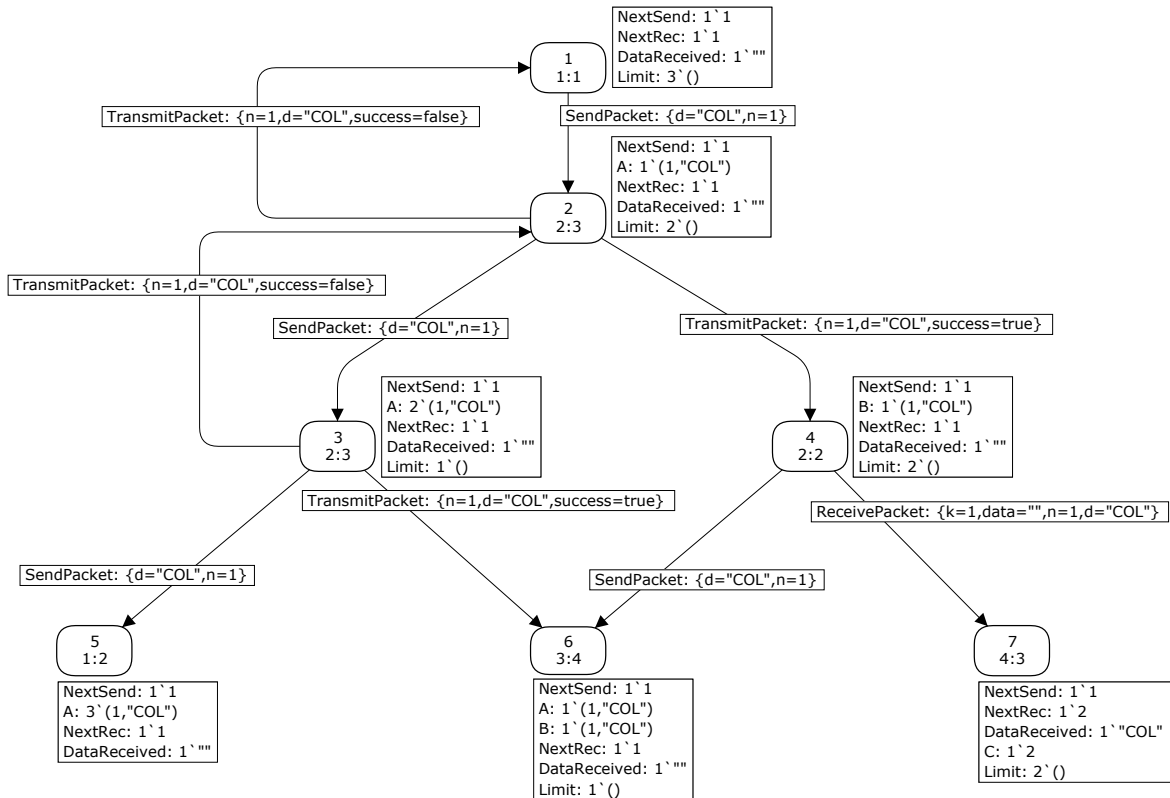 1
1:1
NextSend: 1`1
NextRec: 1`1
DataReceived: 1`""
Limit: 3`()
TransmitPacket: {n=1,d="COL",success=false}
SendPacket: {d="COL",n=1}
2
2:3
NextSend: 1`1
A: 1`(1,"COL")
NextRec: 1`1
DataReceived: 1`""
Limit: 2`()
TransmitPacket: {n=1,d="COL",success=false}
SendPacket: {d="COL",n=1}
TransmitPacket: {n=1,d="COL",success=true}
3
2:3
NextSend: 1`1
A: 2`(1,"COL")
NextRec: 1`1
DataReceived: 1`""
Limit: 1`()
4
2:2
NextSend: 1`1
B: 1`(1,"COL")
NextRec: 1`1
DataReceived: 1`""
Limit: 2`()
TransmitPacket: {n=1,d="COL",success=true}
ReceivePacket: {k=1,data="",n=1,d="COL"}
SendPacket: {d="COL",n=1}
SendPacket: {d="COL",n=1}
5
1:2
NextSend: 1`1
A: 3`(1,"COL")
NextRec: 1`1
DataReceived: 1`""
6
3:4
NextSend: 1`1
A: 1`(1,"COL")
B: 1`(1,"COL")
NextRec: 1`1
DataReceived: 1`""
Limit: 1`()
7
4:3
NextSend: 1`1
NextRec: 1`2
DataReceived: 1`"COL"
C: 1`2
Limit: 2`()